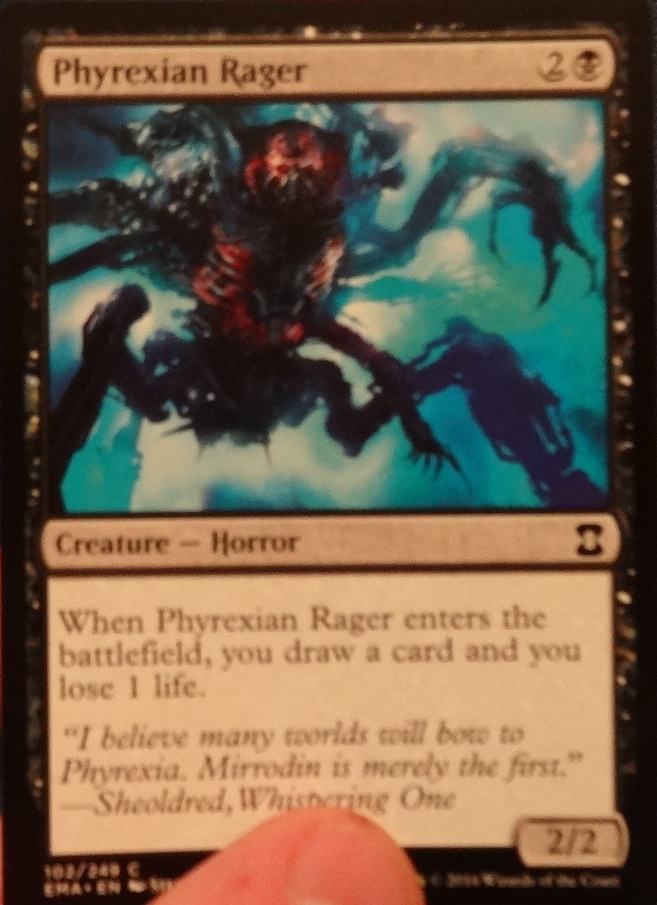 Phyrexian Rager 2
Creature — Horror
When Phyrexian Rager enters the
battlefield, you draw a card and you
lose 1 life.
“I believe many worlds will bow to
Phyrexia. Mirrodin is merely the first.”
—Sheoldred, Whispering One
2/2
102/249 C
EMA • EN
© 2016 Wizards of the Coast